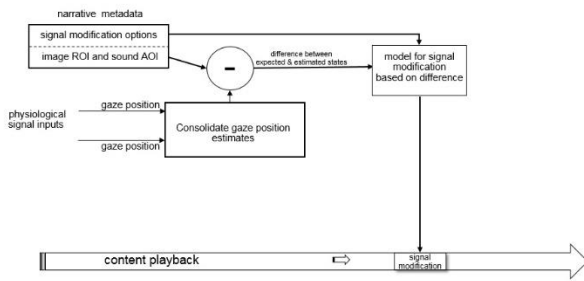 narrative metadata
signal modification options
image ROI and sound AOI
-
difference between
expected & estimated states
model for signal
modification
based on difference
physiological
signal inputs
gaze position
gaze position
Consolidate gaze position
estimates
content playback
signal
modification